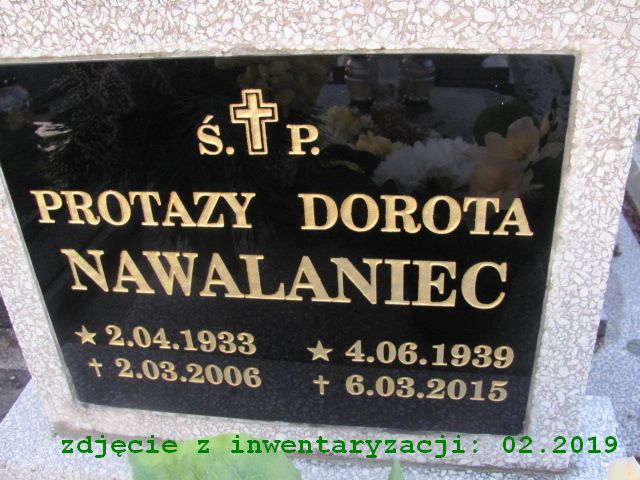 Ś. P.
PROTAZY DOROTA
NAWALANIEC
★ 2.04.1933 ★ 4.06.1939
✝ 2.03.2006 ✝ 6.03.2015
zdjęcie z inwentaryzacji: 02.2019